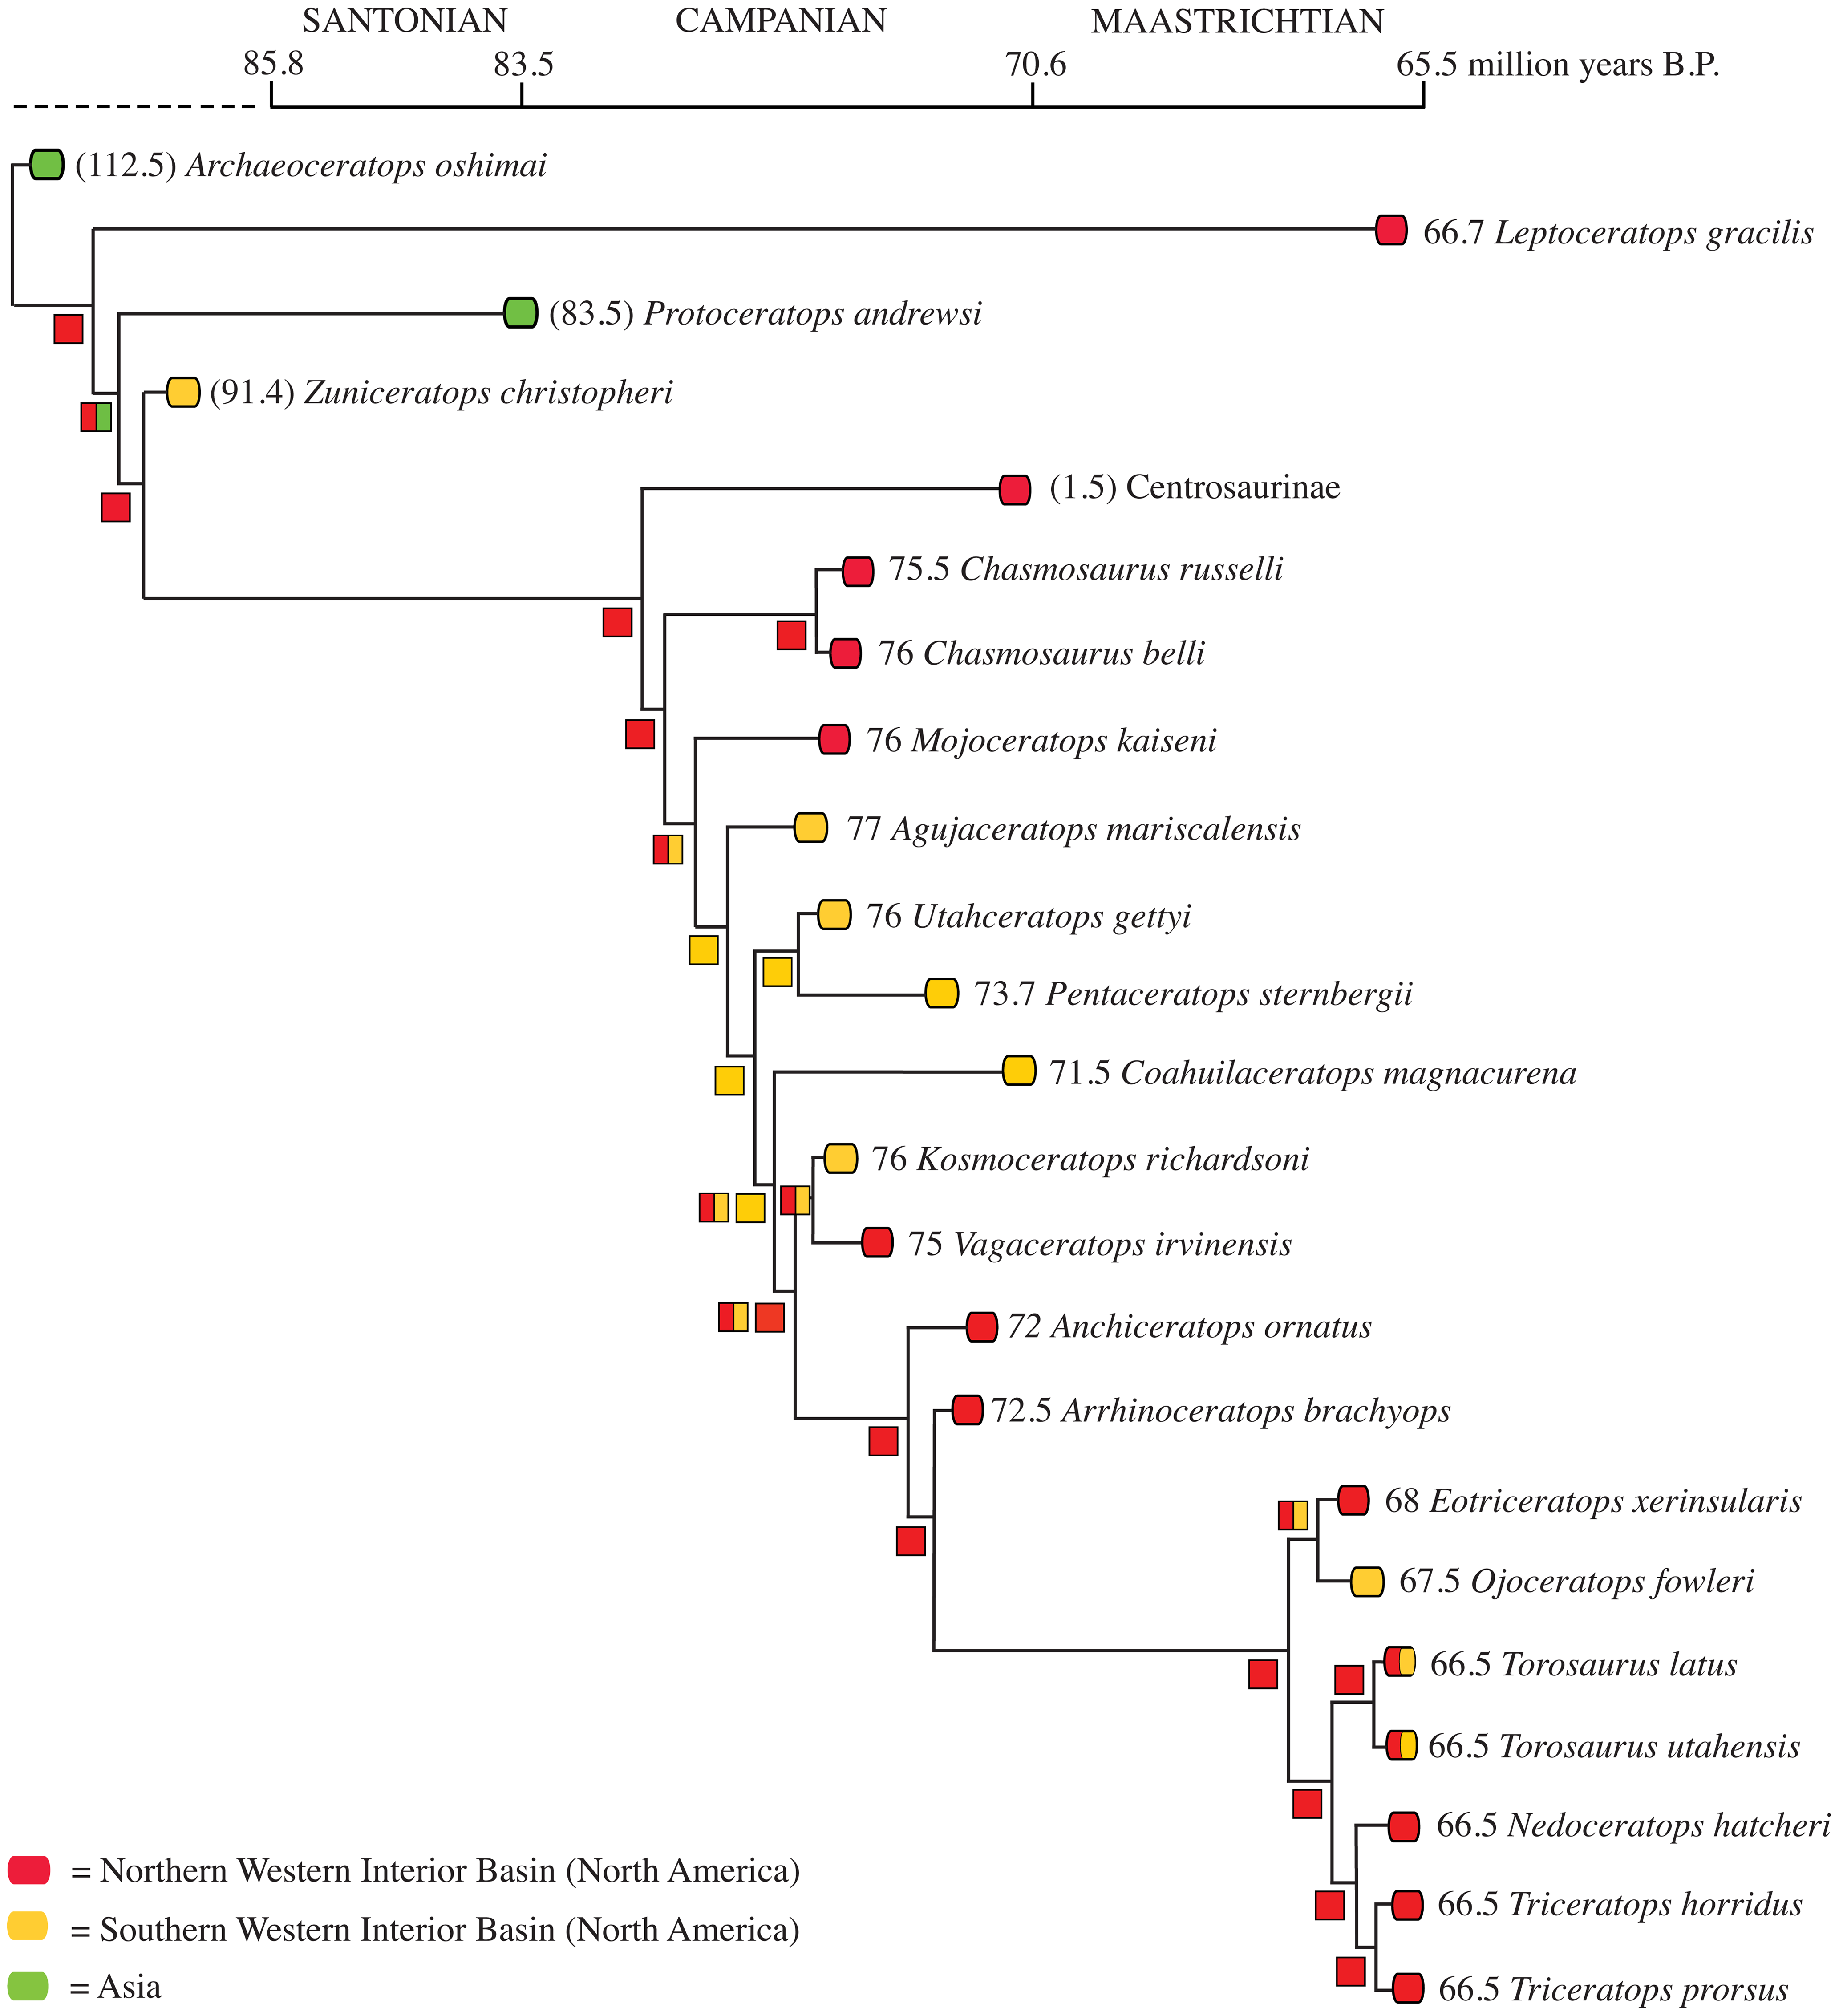 SANTONIAN CAMPANIAN MAASTRICHTIAN
85.8 83.5 70.6 65.5 million years B.P.
(112.5) Archaeoceratops oshimai
66.7 Leptoceratops gracilis
(83.5) Protoceratops andrewsi
(91.4) Zuniceratops christopheri
(1.5) Centrosaurinae
75.5 Chasmosaurus russelli
76 Chasmosaurus belli
76 Mojoceratops kaiseni
77 Agujaceratops mariscalensis
76 Utahceratops gettyi
73.7 Pentaceratops sternbergii
71.5 Coahuilaceratops magnacurena
76 Kosmoceratops richardsoni
75 Vagaceratops irvinensis
72 Anchiceratops ornatus
72.5 Arrhinoceratops brachyops
68 Eotriceratops xerinsularis
67.5 Ojoceratops fowleri
66.5 Torosaurus latus
66.5 Torosaurus utahensis
66.5 Nedoceratops hatcheri
66.5 Triceratops horridus
66.5 Triceratops prorsus
= Northern Western Interior Basin (North America)
= Southern Western Interior Basin (North America)
= Asia